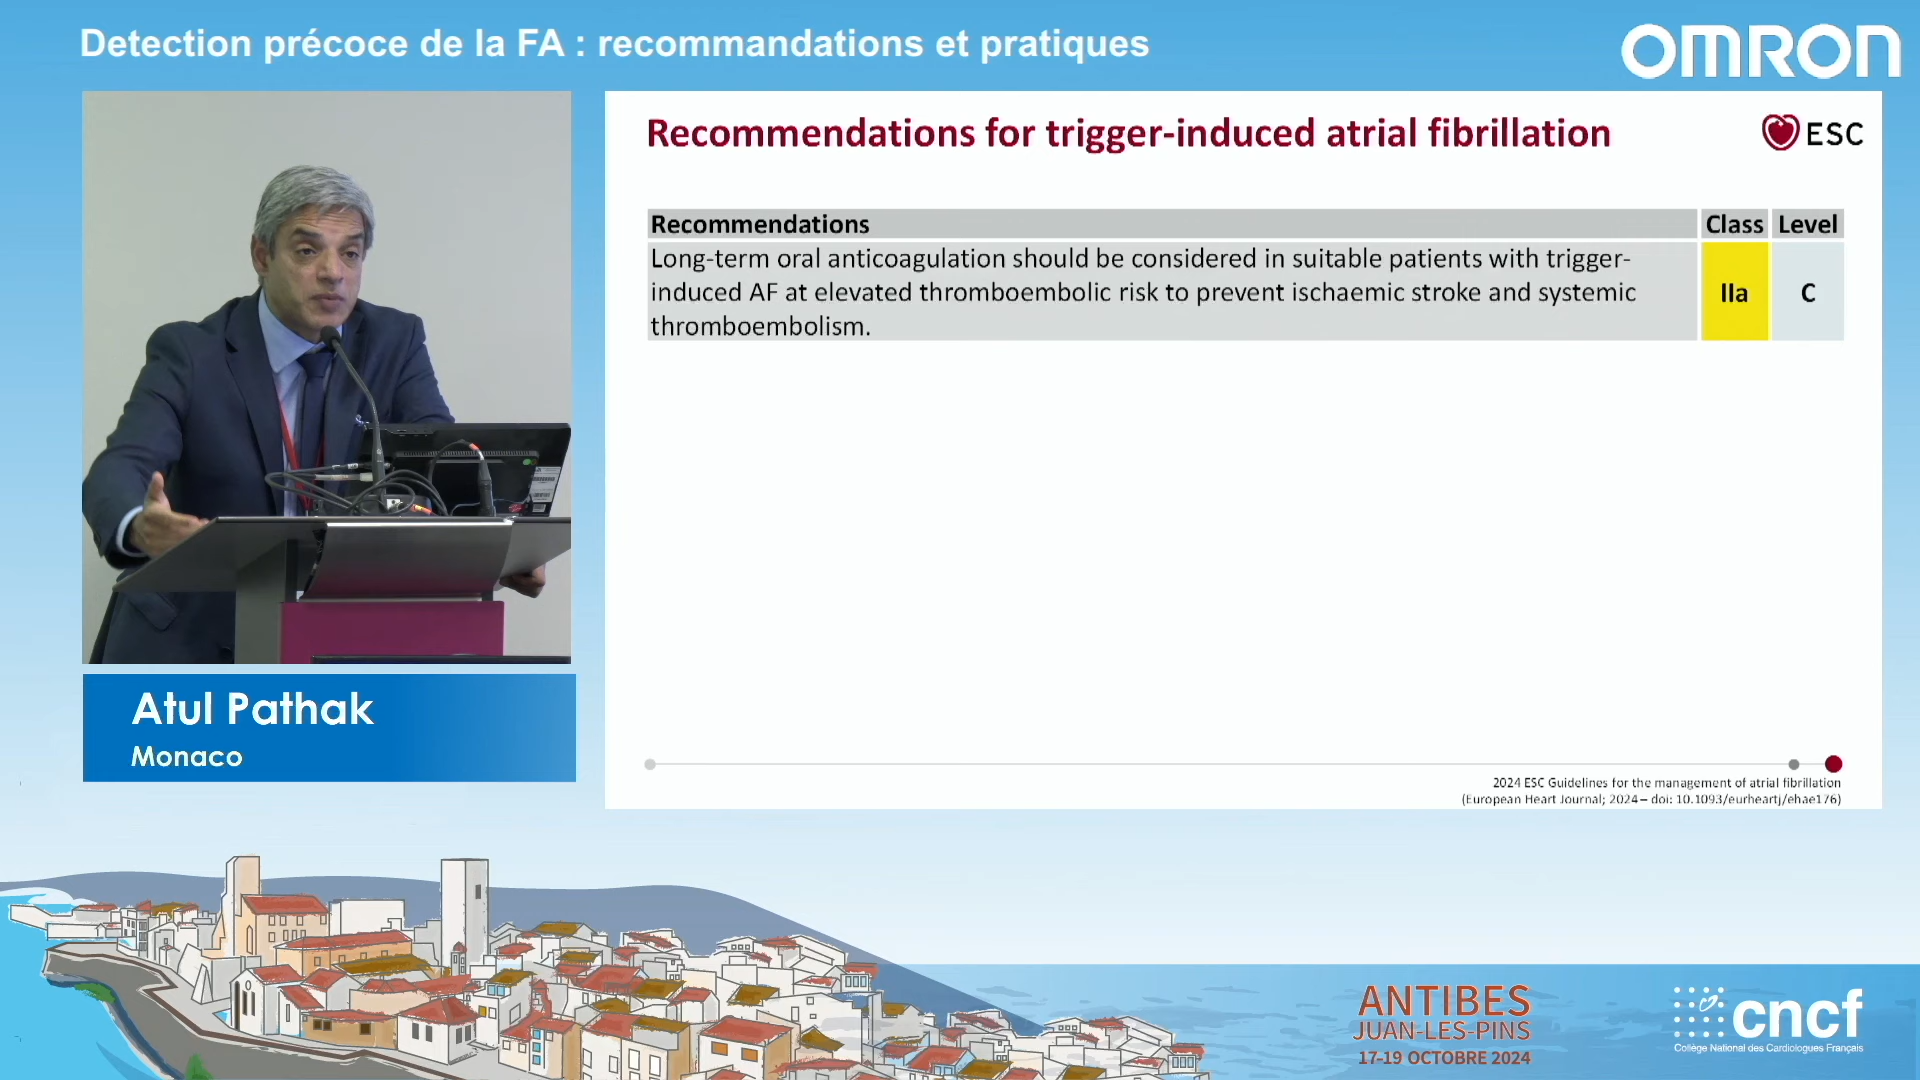 Detection précoce de la FA : recommandations et pratiques
OMRON
Recommendations for trigger-induced atrial fibrillation
ESC
Recommendations Class Level
Long-term oral anticoagulation should be considered in suitable patients with trigger-
induced AF at elevated thromboembolic risk to prevent ischaemic stroke and systemic
thromboembolism.
IIa
C
Atul Pathak
Monaco
2024 ESC Guidelines for the management of atrial fibrillation
(European Heart Journal; 2024 – doi: 10.1093/eurheartj/ehae176)
ANTIBES
JUAN-LES-PINS
17-19 OCTOBRE 2024
cncf
Collège National des Cardiologues Français